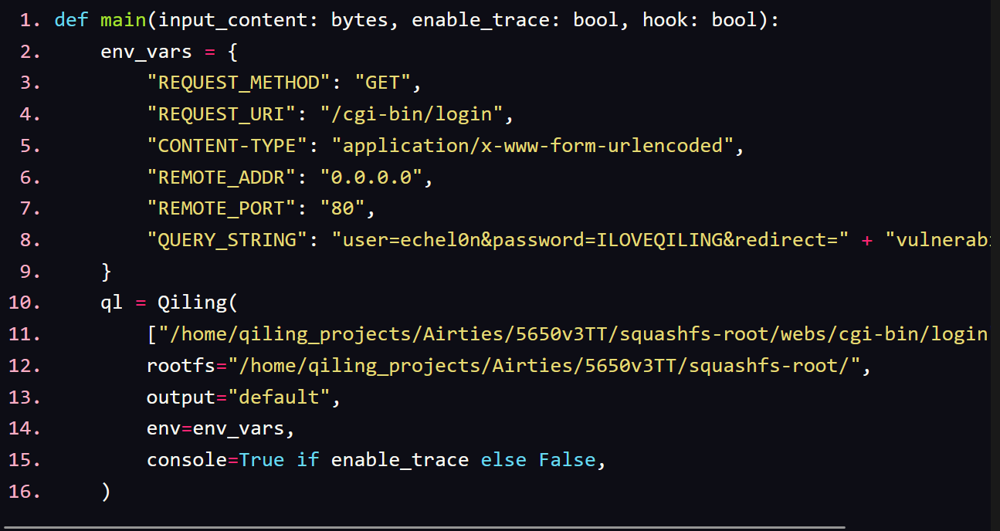 1. def main(input_content: bytes, enable_trace: bool, hook: bool):
2.     env_vars = {
3.         "REQUEST_METHOD": "GET",
4.         "REQUEST_URI": "/cgi-bin/login",
5.         "CONTENT-TYPE": "application/x-www-form-urlencoded",
6.         "REMOTE_ADDR": "0.0.0.0",
7.         "REMOTE_PORT": "80",
8.         "QUERY_STRING": "user=echel0n&password=ILOVEQILING&redirect=" + "vulnerab
9.     }
10.     ql = Qiling(
11.         ["/home/qiling_projects/Airties/5650v3TT/squashfs-root/webs/cgi-bin/login
12.         rootfs="/home/qiling_projects/Airties/5650v3TT/squashfs-root/",
13.         output="default",
14.         env=env_vars,
15.         console=True if enable_trace else False,
16.     )